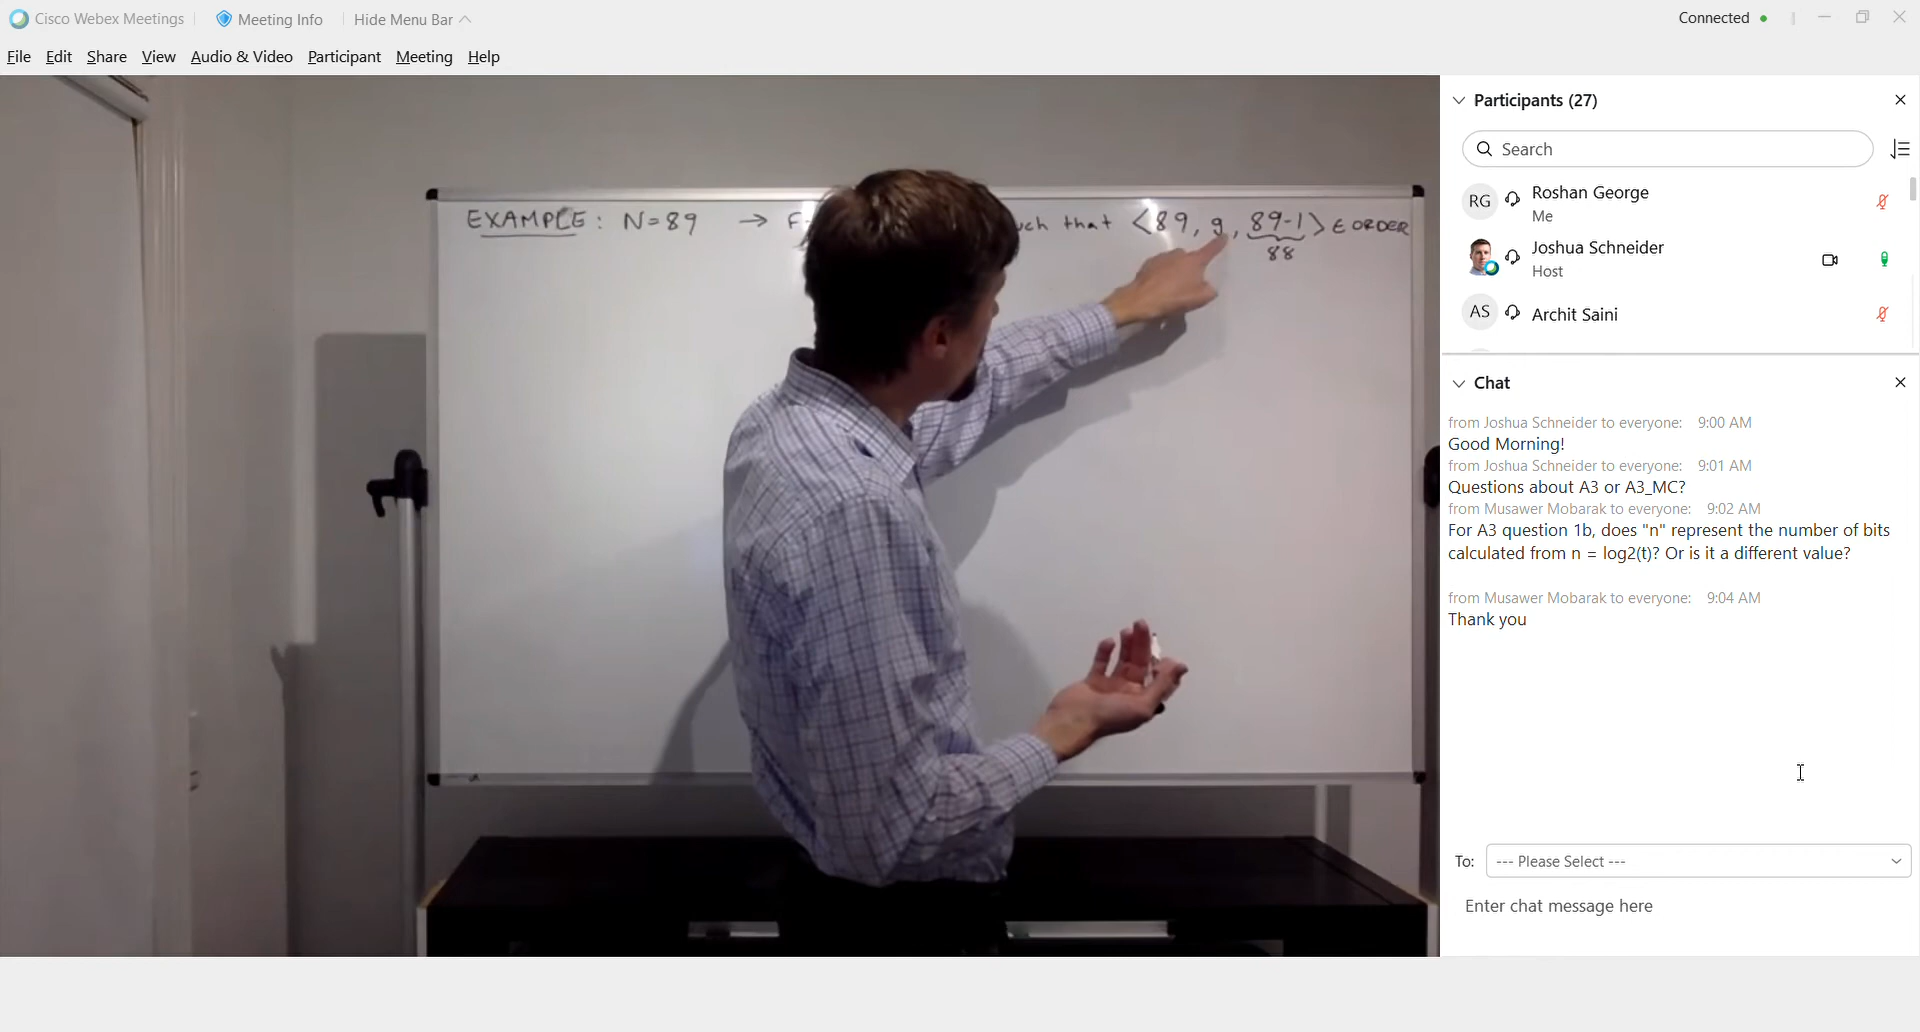 Cisco Webex Meetings Meeting Info Hide Menu Bar Connected
File Edit Share View Audio & Video Participant Meeting Help
EXAMPLE: N=89 → such that <89, g, 89-1> ∈ ORDER
88
Participants (27)
Search
RG Roshan George
Me
Joshua Schneider
Host
AS Archit Saini
Chat
from Joshua Schneider to everyone: 9:00 AM
Good Morning!
from Joshua Schneider to everyone: 9:01 AM
Questions about A3 or A3_MC?
from Musawer Mobarak to everyone: 9:02 AM
For A3 question 1b, does "n" represent the number of bits
calculated from n = log2(t)? Or is it a different value?
from Musawer Mobarak to everyone: 9:04 AM
Thank you
To: --- Please Select ---
Enter chat message here